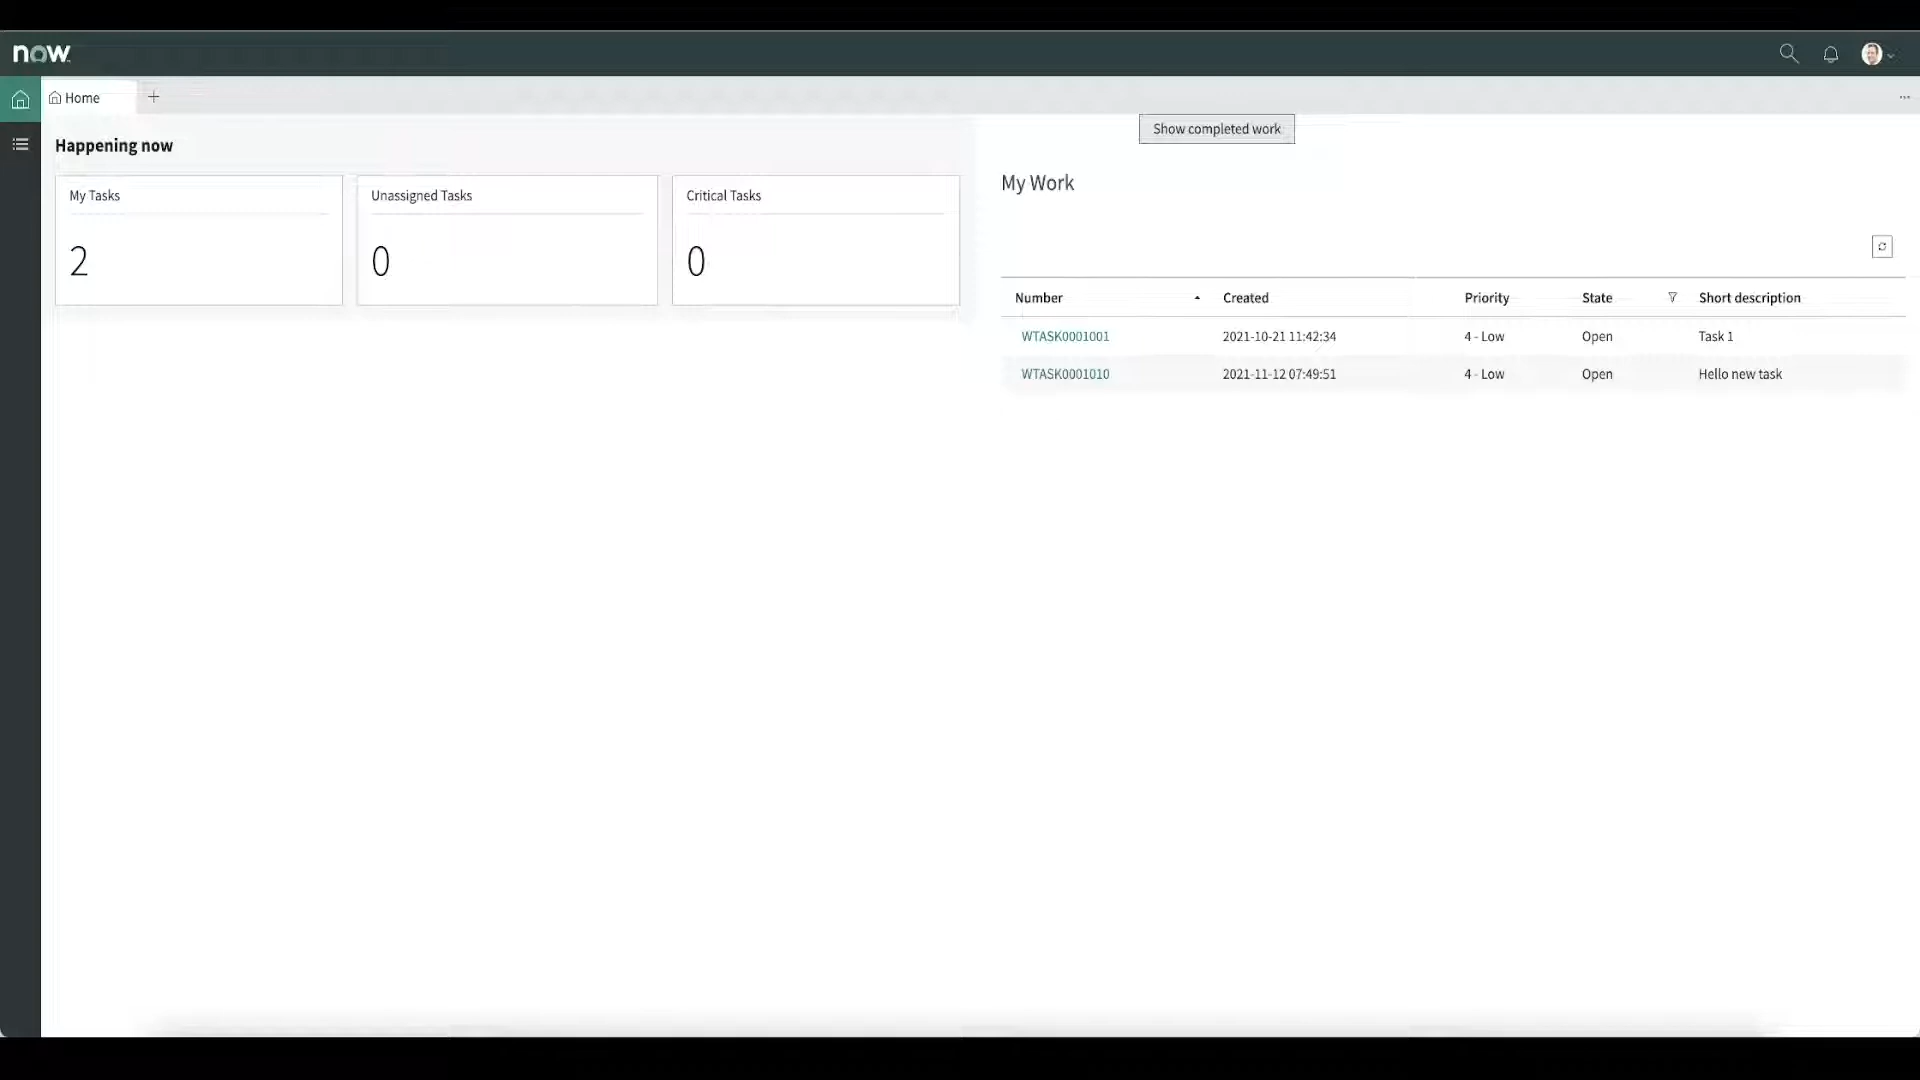 now.
Home
Show completed work
Happening now
My Tasks
2
Unassigned Tasks
0
Critical Tasks
0
My Work
Number Created Priority State Short description
WTASK0001001 2021-10-21 11:42:34 4 - Low Open Task 1
WTASK0001010 2021-11-12 07:49:51 4 - Low Open Hello new task